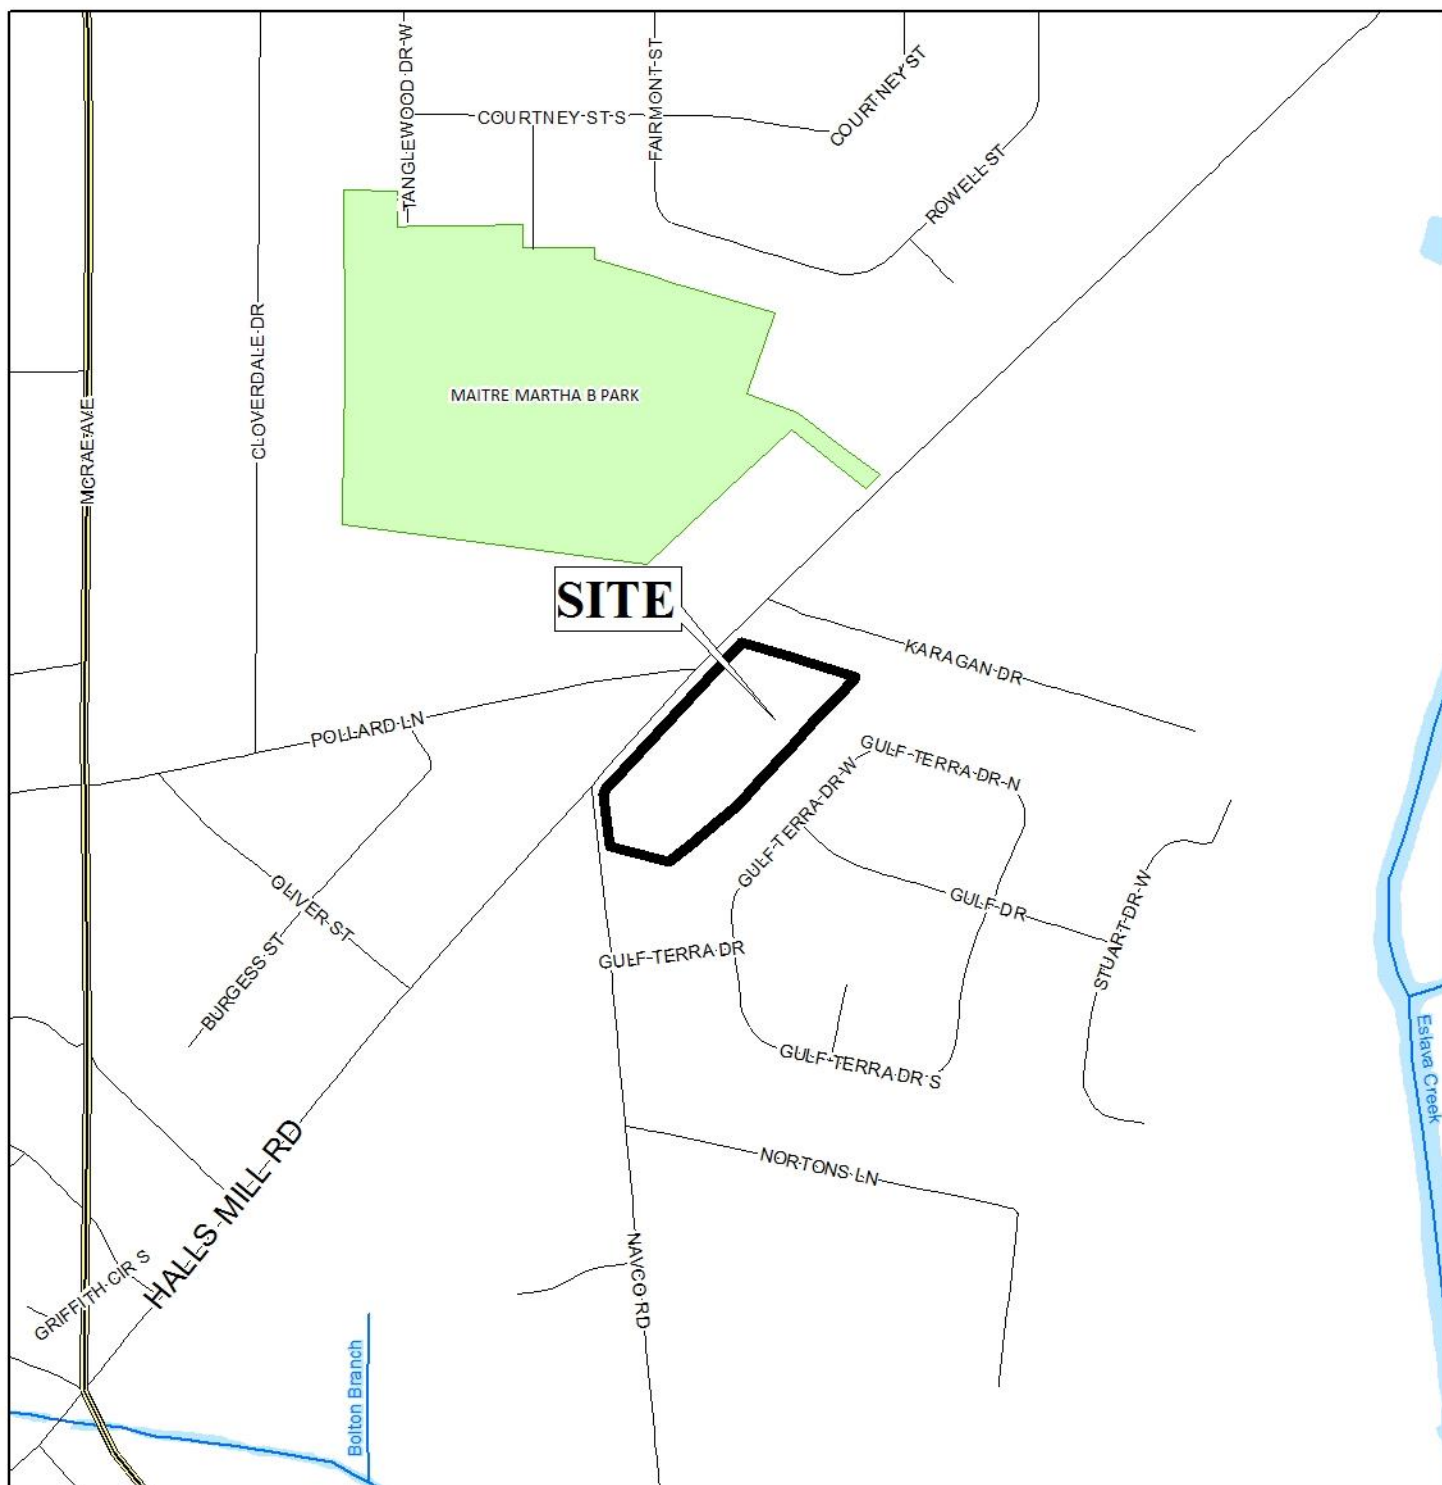 TANGLEWOOD DR W
FAIRMONT ST
COURTNEY ST S
COURTNEY ST
ROWELL ST
CLOVERDALE DR
MCRAE AVE
MAITRE MARTHA B PARK
SITE
KARAGAN DR
POLLARD LN
GULF TERRA DR N
GULF TERRA DR W
OLIVER ST
GULF DR
STUART DR W
BURGESS ST
GULF TERRA DR
GULF TERRA DR S
Eslava Creek
HALLS MILL RD
NORTONS LN
GRIFFITH CIR S
NAVCO RD
Bolton Branch